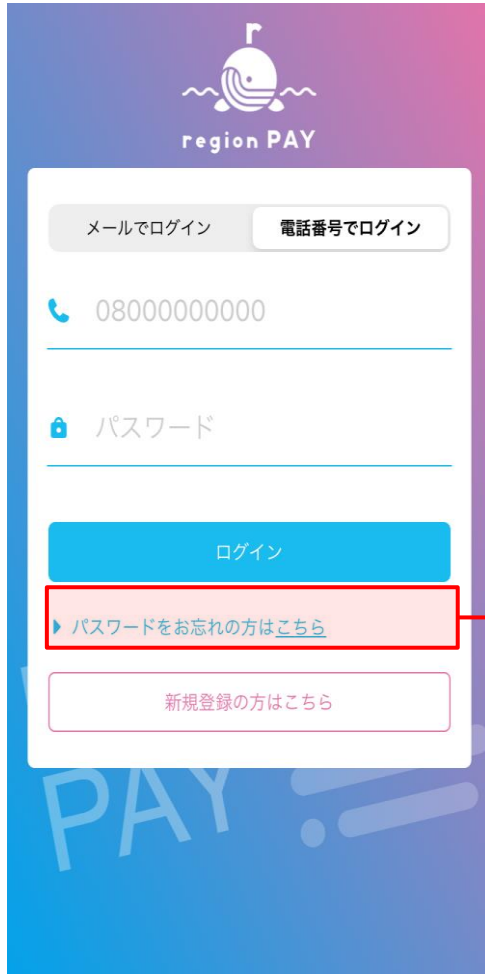 r
region PAY
メールでログイン
電話番号でログイン
08000000000
パスワード
ログイン
パスワードをお忘れの方はこちら
新規登録の方はこちら
PAY